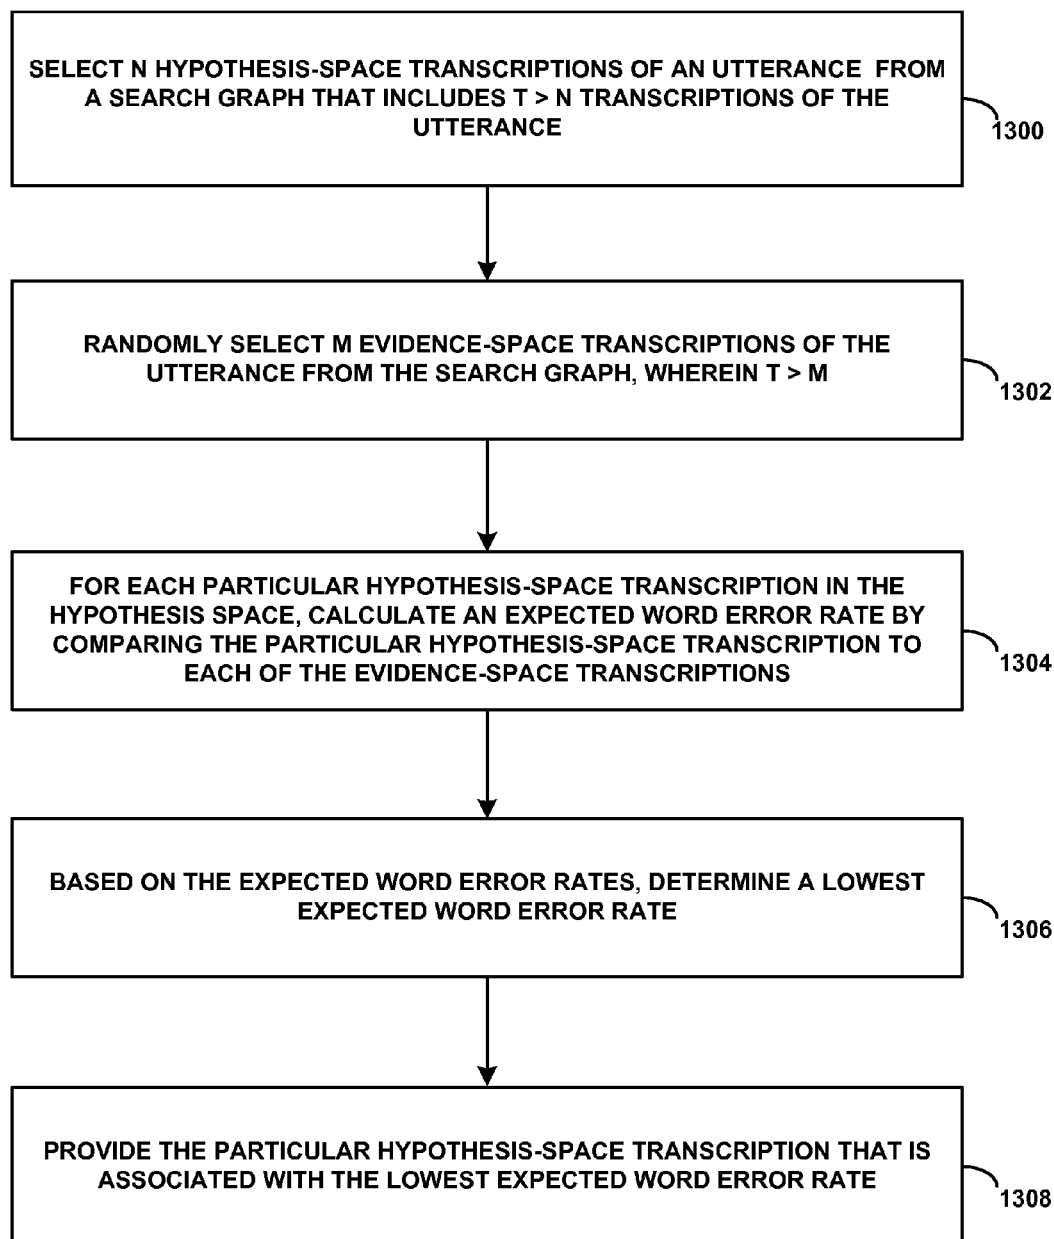 SELECT N HYPOTHESIS-SPACE TRANSCRIPTIONS OF AN UTTERANCE FROM
A SEARCH GRAPH THAT INCLUDES T > N TRANSCRIPTIONS OF THE
UTTERANCE
1300
RANDOMLY SELECT M EVIDENCE-SPACE TRANSCRIPTIONS OF THE
UTTERANCE FROM THE SEARCH GRAPH, WHEREIN T > M
1302
FOR EACH PARTICULAR HYPOTHESIS-SPACE TRANSCRIPTION IN THE
HYPOTHESIS SPACE, CALCULATE AN EXPECTED WORD ERROR RATE BY
COMPARING THE PARTICULAR HYPOTHESIS-SPACE TRANSCRIPTION TO
EACH OF THE EVIDENCE-SPACE TRANSCRIPTIONS
1304
BASED ON THE EXPECTED WORD ERROR RATES, DETERMINE A LOWEST
EXPECTED WORD ERROR RATE
1306
PROVIDE THE PARTICULAR HYPOTHESIS-SPACE TRANSCRIPTION THAT IS
ASSOCIATED WITH THE LOWEST EXPECTED WORD ERROR RATE
1308